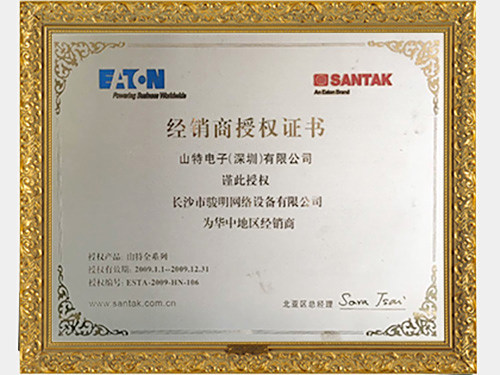 EATON
Powering Business Worldwide
SANTAK
An Eaton Brand
经销商授权证书
山特电子(深圳)有限公司
谨此授权
长沙市骏明网络设备有限公司
为华中地区经销商
授权产品: 山特全系列
授权有效期: 2009.1.1--2009.12.31
授权编号: ESTA-2009-HN-106
www.santak.com.cn
北亚区总经理 Sara Tsai